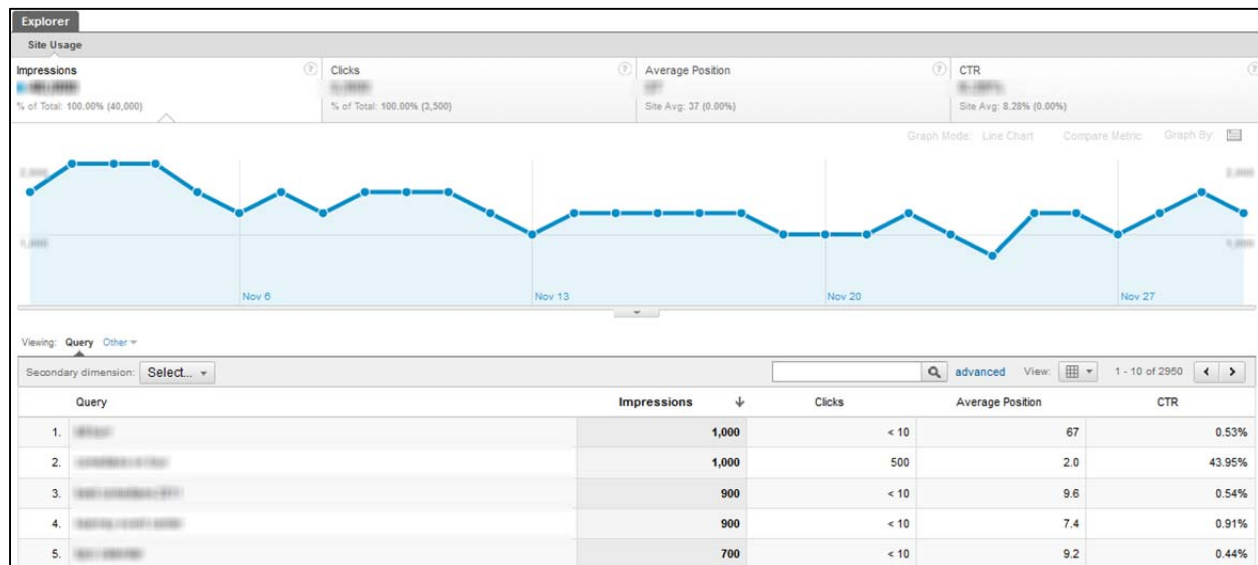 Explorer
Site Usage
Impressions
% of Total: 100.00% (40,000)
Clicks
% of Total: 100.00% (3,500)
Average Position
Site Avg: 37 (0.00%)
CTR
Site Avg: 8.28% (0.00%)
Graph Mode: Line Chart Compare Metric Graph By:
Nov 6 Nov 13 Nov 20 Nov 27
Viewing: Query Other
Secondary dimension: Select... advanced View: 1 - 10 of 2950
Query Impressions Clicks Average Position CTR
1. 1,000 < 10 67 0.53%
2. 1,000 500 2.0 43.95%
3. 900 < 10 9.6 0.54%
4. 900 < 10 7.4 0.91%
5. 700 < 10 9.2 0.44%